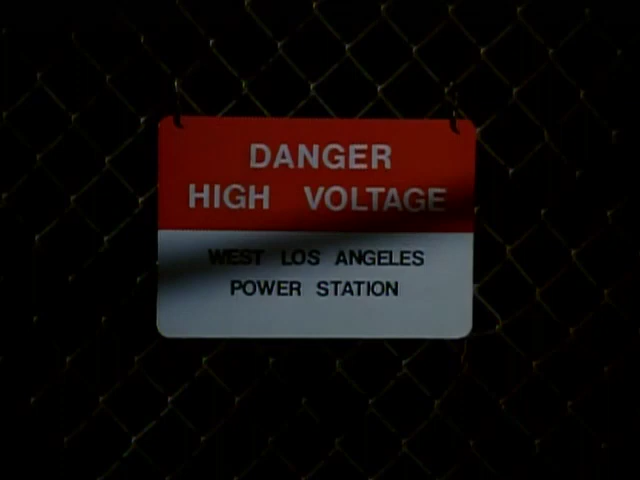 DANGER
HIGH VOLTAGE
WEST LOS ANGELES
POWER STATION